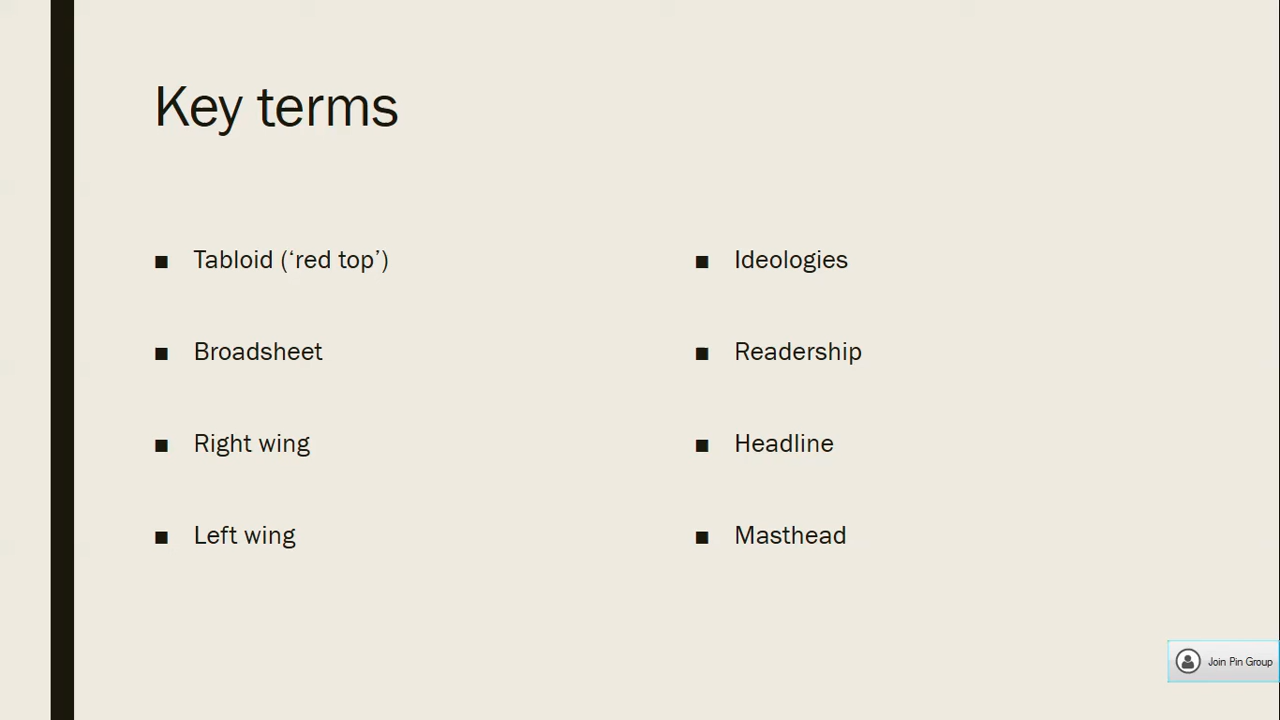 Key terms
■ Tabloid (‘red top’)
■ Broadsheet
■ Right wing
■ Left wing
■ Ideologies
■ Readership
■ Headline
■ Masthead
Join Pin Group